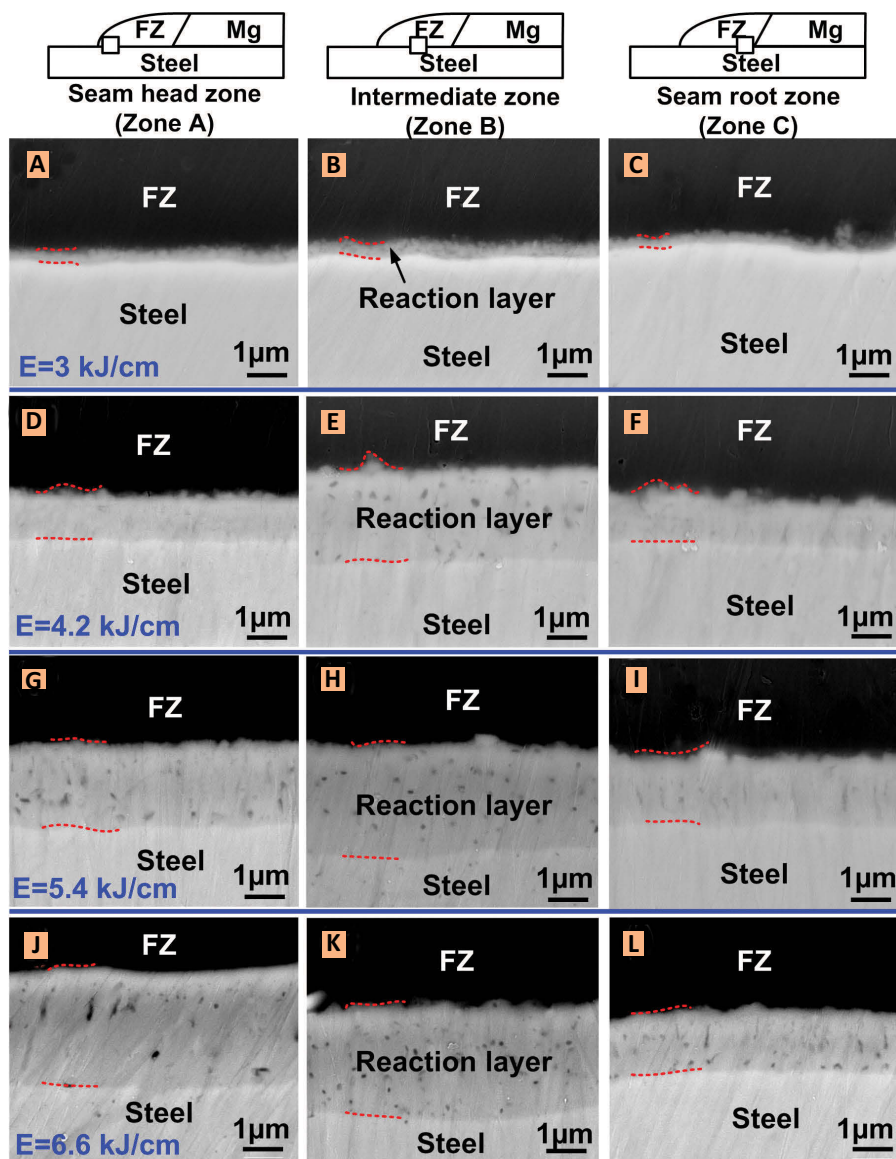 FZ Mg
Steel
Seam head zone
(Zone A)
FZ Mg
Steel
Intermediate zone
(Zone B)
FZ Mg
Steel
Seam root zone
(Zone C)
A
FZ
Steel
E=3 kJ/cm
1μm
B
FZ
Reaction layer
Steel
1μm
C
FZ
Steel
1μm
D
FZ
Steel
E=4.2 kJ/cm
1μm
E
FZ
Reaction layer
Steel
1μm
F
FZ
Steel
1μm
G
FZ
Steel
E=5.4 kJ/cm
1μm
H
FZ
Reaction layer
Steel
1μm
I
FZ
Steel
1μm
J
FZ
Steel
E=6.6 kJ/cm
1μm
K
FZ
Reaction layer
Steel
1μm
L
FZ
Steel
1μm